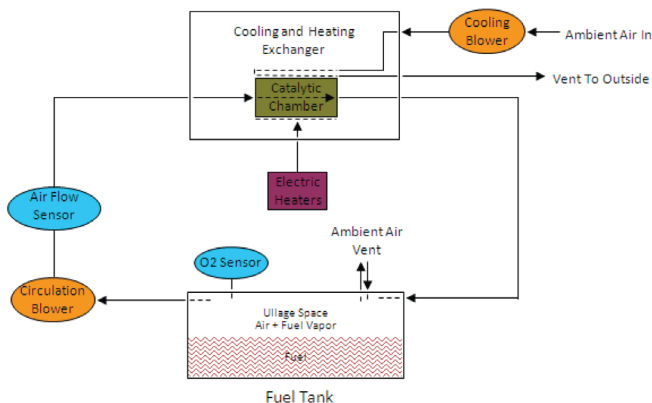 Cooling and Heating
Exchanger
Cooling
Blower
Ambient Air In
Vent To Outside
Catalytic
Chamber
Electric
Heaters
Air Flow
Sensor
Ambient Air
Vent
O2 Sensor
Circulation
Blower
Ullage Space
Air + Fuel Vapor
Fuel
Fuel Tank